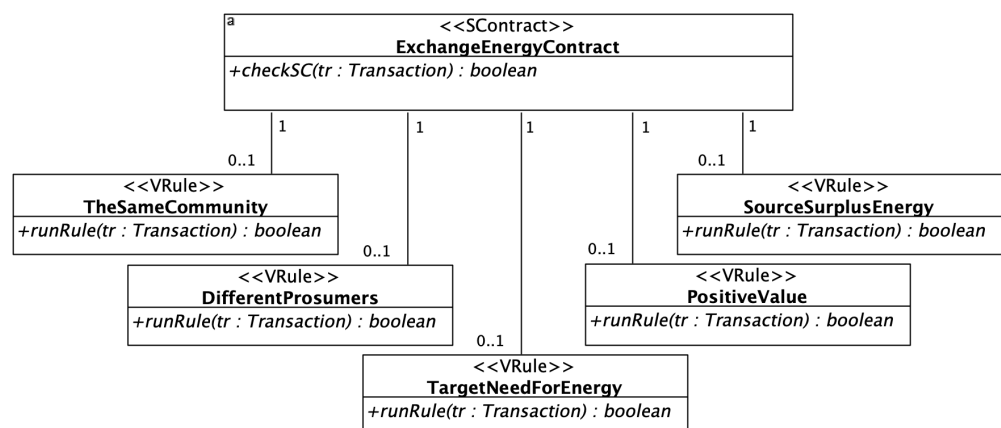 a
<<SContract>>
ExchangeEnergyContract
+checkSC(tr : Transaction) : boolean
1
1
1
1
1
0..1
0..1
<<VRule>>
TheSameCommunity
+runRule(tr : Transaction) : boolean
<<VRule>>
SourceSurplusEnergy
+runRule(tr : Transaction) : boolean
0..1
0..1
<<VRule>>
DifferentProsumers
+runRule(tr : Transaction) : boolean
<<VRule>>
PositiveValue
+runRule(tr : Transaction) : boolean
0..1
<<VRule>>
TargetNeedForEnergy
+runRule(tr : Transaction) : boolean